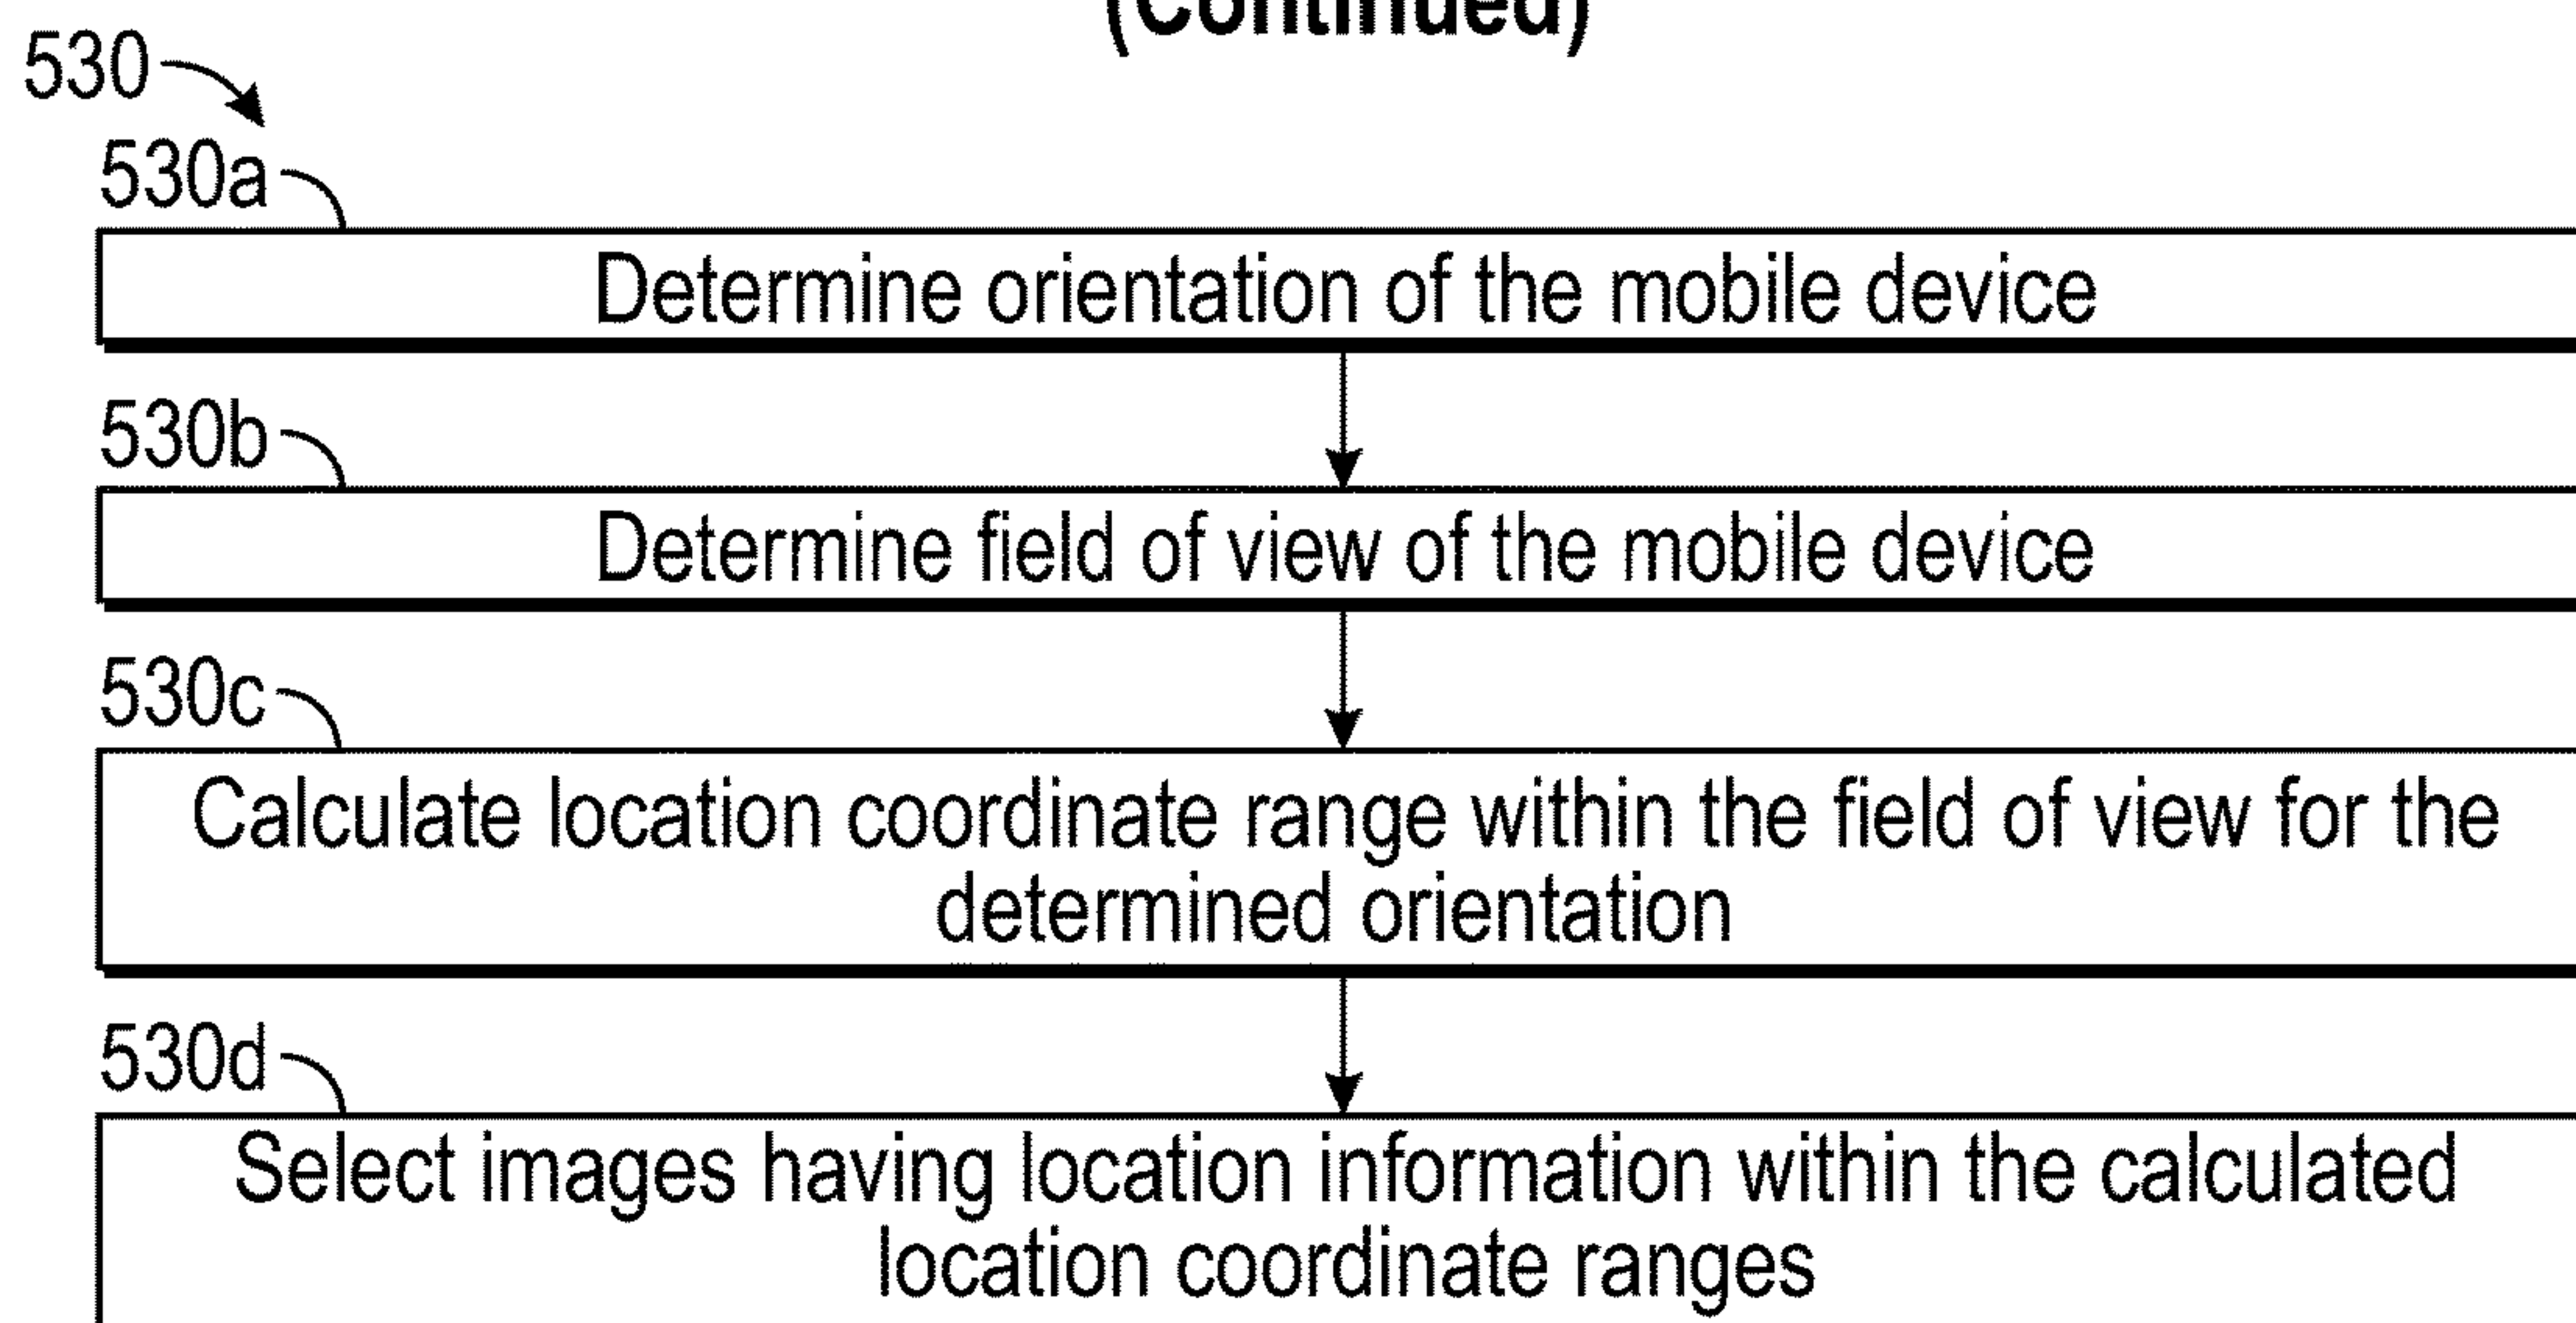 (Continued)
530
530a
Determine orientation of the mobile device
530b
Determine field of view of the mobile device
530c
Calculate location coordinate range within the field of view for the
determined orientation
530d
Select images having location information within the calculated
location coordinate ranges